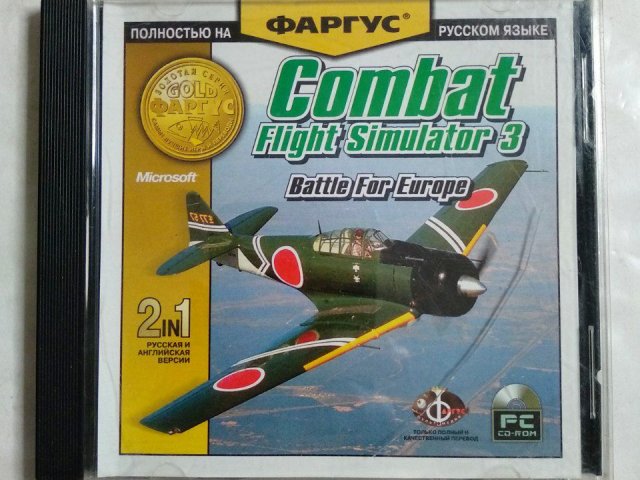 ПОЛНОСТЬЮ НА
ФАРГУС®
РУССКОМ ЯЗЫКЕ
ЗОЛОТАЯ СЕРИЯ
GOLD
ФАРГУС
Combat
Flight Simulator 3
Battle For Europe
Microsoft
2IN1
РУССКАЯ И
АНГЛИЙСКАЯ
ВЕРСИИ
ФАРГУС
ТОЛЬКО ПОЛНЫЙ И
КАЧЕСТВЕННЫЙ ПЕРЕВОД
PC
CD-ROM